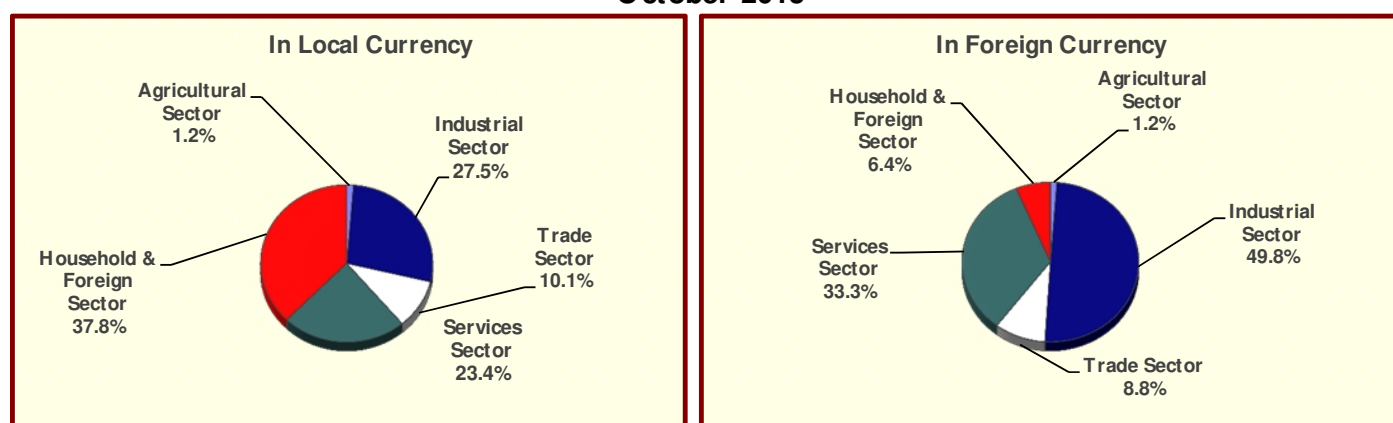 In Local Currency
Agricultural
Sector
1.2%
Industrial
Sector
27.5%
Trade
Sector
10.1%
Services
Sector
23.4%
Household &
Foreign
Sector
37.8%
In Foreign Currency
Agricultural
Sector
1.2%
Household &
Foreign
Sector
6.4%
Industrial
Sector
49.8%
Services
Sector
33.3%
Trade Sector
8.8%